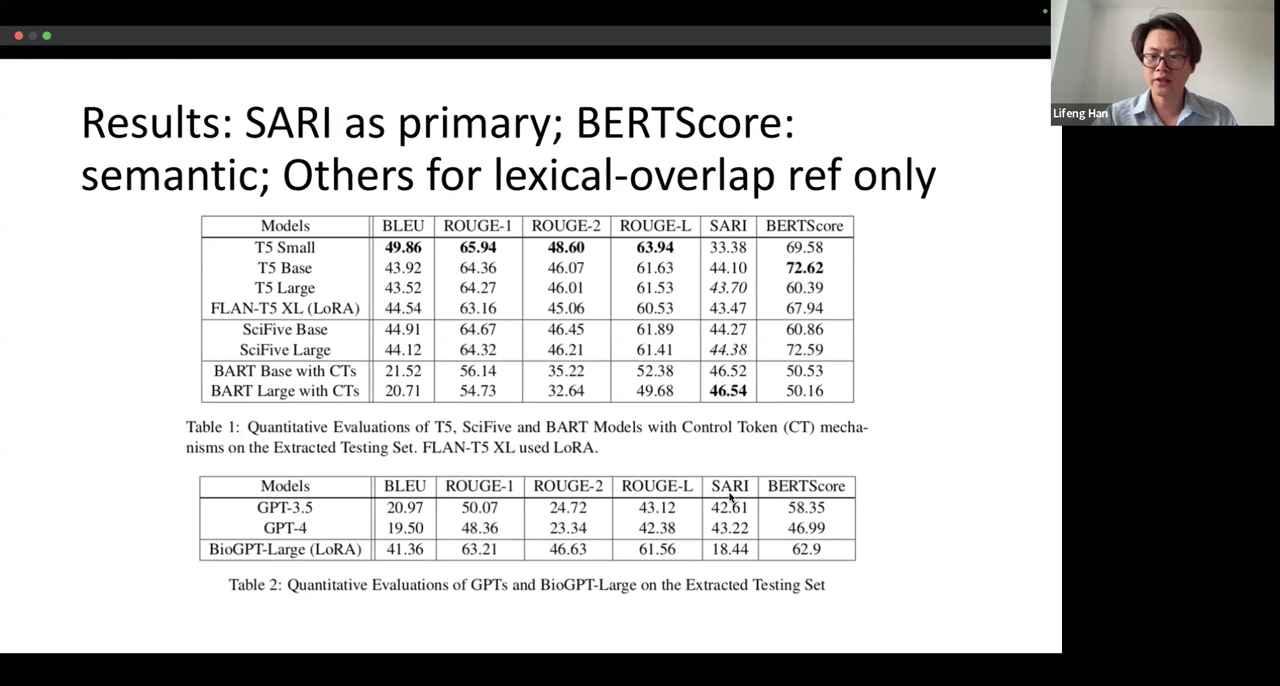 Lifeng Han
Results: SARI as primary; BERTScore:
semantic; Others for lexical-overlap ref only
Models BLEU ROUGE-1 ROUGE-2 ROUGE-L SARI BERTScore
T5 Small 49.86 65.94 48.60 63.94 33.38 69.58
T5 Base 43.92 64.36 46.07 61.63 44.10 72.62
T5 Large 43.52 64.27 46.01 61.53 43.70 60.39
FLAN-T5 XL (LoRA) 44.54 63.16 45.06 60.53 43.47 67.94
SciFive Base 44.91 64.67 46.45 61.89 44.27 60.86
SciFive Large 44.12 64.32 46.21 61.41 44.38 72.59
BART Base with CTs 21.52 56.14 35.22 52.38 46.52 50.53
BART Large with CTs 20.71 54.73 32.64 49.68 46.54 50.16
Table 1: Quantitative Evaluations of T5, SciFive and BART Models with Control Token (CT) mecha-
nisms on the Extracted Testing Set. FLAN-T5 XL used LoRA.
Models BLEU ROUGE-1 ROUGE-2 ROUGE-L SARI BERTScore
GPT-3.5 20.97 50.07 24.72 43.12 42.61 58.35
GPT-4 19.50 48.36 23.34 42.38 43.22 46.99
BioGPT-Large (LoRA) 41.36 63.21 46.63 61.56 18.44 62.9
Table 2: Quantitative Evaluations of GPTs and BioGPT-Large on the Extracted Testing Set